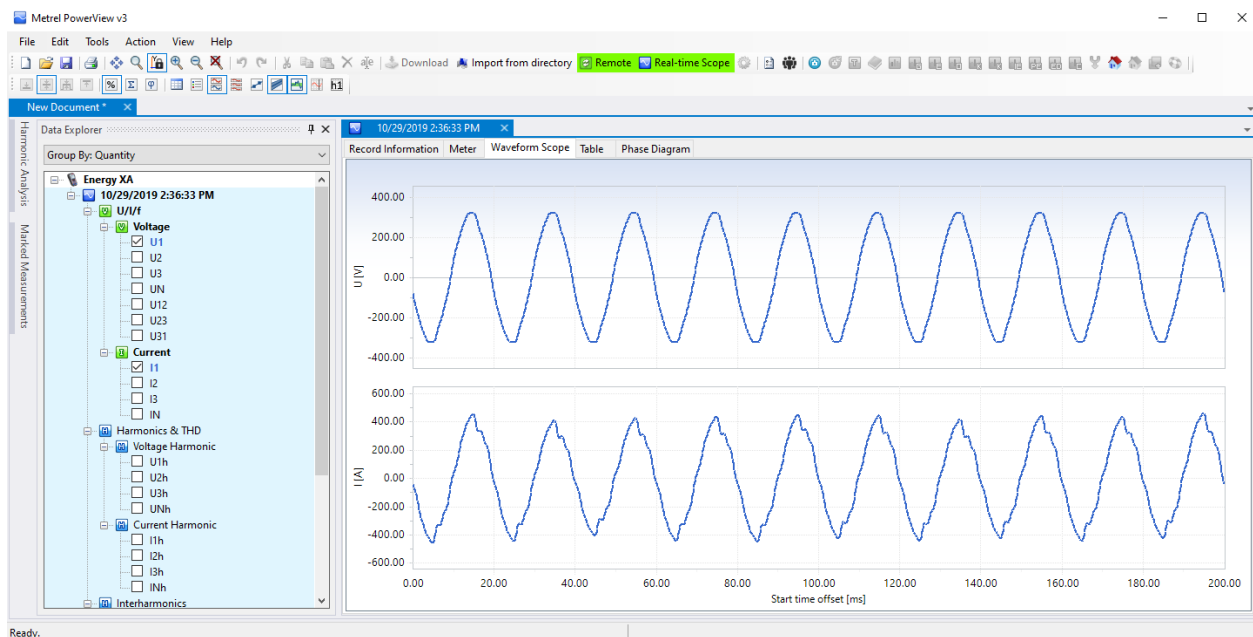 Metrel PowerView v3
File Edit Tools Action View Help
Download Import from directory Remote Real-time Scope
% Σ φ h1
New Document *
Harmonic Analysis
Marked Measurements
Data Explorer
Group By: Quantity
Energy XA
10/29/2019 2:36:33 PM
U/I/f
Voltage
U1
U2
U3
UN
U12
U23
U31
Current
I1
I2
I3
IN
Harmonics & THD
Voltage Harmonic
U1h
U2h
U3h
UNh
Current Harmonic
I1h
I2h
I3h
INh
Interharmonics
10/29/2019 2:36:33 PM
Record Information Meter Waveform Scope Table Phase Diagram
U [V]
400.00
200.00
0.00
-200.00
-400.00
I [A]
600.00
400.00
200.00
0.00
-200.00
-400.00
-600.00
0.00 20.00 40.00 60.00 80.00 100.00 120.00 140.00 160.00 180.00 200.00
Start time offset [ms]
Ready.